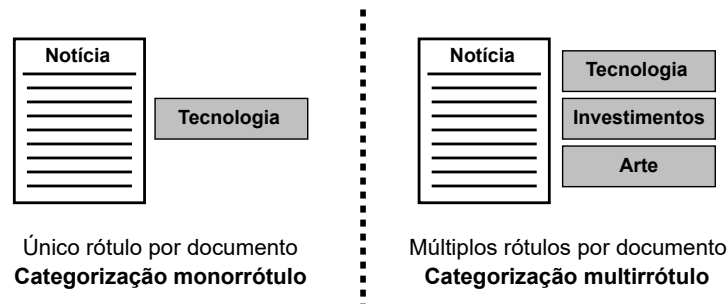 Notícia
Tecnologia
Único rótulo por documento
Categorização monorrótulo
Notícia
Tecnologia
Investimentos
Arte
Múltiplos rótulos por documento
Categorização multirrótulo